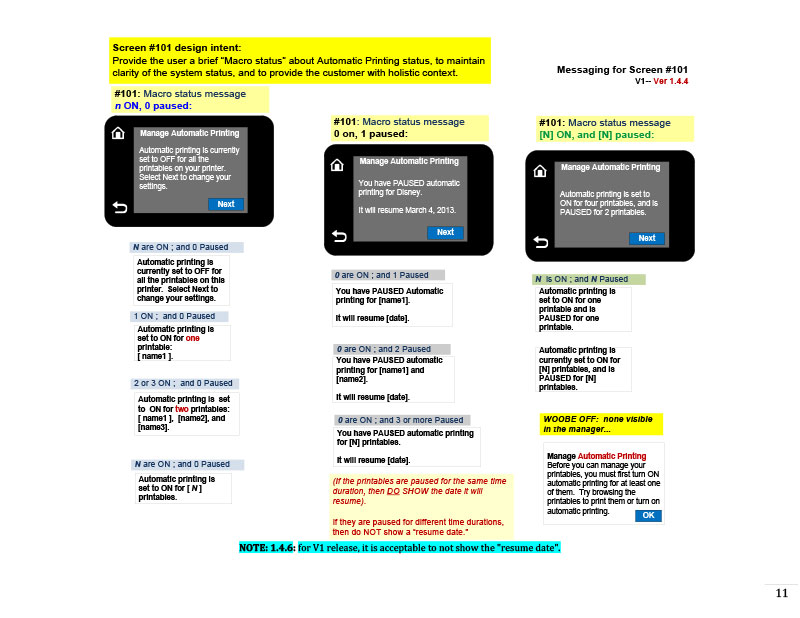 Screen #101 design intent:
Provide the user a brief "Macro status" about Automatic Printing status, to maintain
clarity of the system status, and to provide the customer with holistic context.
Messaging for Screen #101
V1-- Ver 1.4.4
#101: Macro status message
n ON, 0 paused:
Manage Automatic Printing
Automatic printing is currently
set to OFF for all the
printables on your printer.
Select Next to change your
settings.
Next
N are ON ; and 0 Paused
Automatic printing is
currently set to OFF for
all the printables on this
printer. Select Next to
change your settings.
1 ON ; and 0 Paused
Automatic printing is
set to ON for one
printable:
[ name1 ].
2 or 3 ON ; and 0 Paused
Automatic printing is set
to ON for two printables:
[ name1 ], [name2], and
[name3].
N are ON ; and 0 Paused
Automatic printing is
set to ON for [ N ]
printables.
#101: Macro status message
0 on, 1 paused:
Manage Automatic Printing
You have PAUSED automatic
printing for Disney.
It will resume March 4, 2013.
Next
0 are ON ; and 1 Paused
You have PAUSED Automatic
printing for [name1].
It will resume [date].
0 are ON ; and 2 Paused
You have PAUSED automatic
printing for [name1] and
[name2].
It will resume [date].
0 are ON ; and 3 or more Paused
You have PAUSED automatic printing
for [N] printables.
It will resume [date].
(If the printables are paused for the same time
duration, then DO SHOW the date it will
resume).
If they are paused for different time durations,
then do NOT show a "resume date."
#101: Macro status message
[N] ON, and [N] paused:
Manage Automatic Printing
Automatic printing is set to
ON for four printables, and is
PAUSED for 2 printables.
Next
N is ON ; and N Paused
Automatic printing is
set to ON for one
printable and is
PAUSED for one
printable.
Automatic printing is
currently set to ON for
[N] printables, and is
PAUSED for [N]
printables.
WOOBE OFF: none visible
in the manager...
Manage Automatic Printing
Before you can manage your
printables, you must first turn ON
automatic printing for at least one
of them. Try browsing the
printables to print them or turn on
automatic printing.
OK
NOTE: 1.4.6: for V1 release, it is acceptable to not show the "resume date".
11